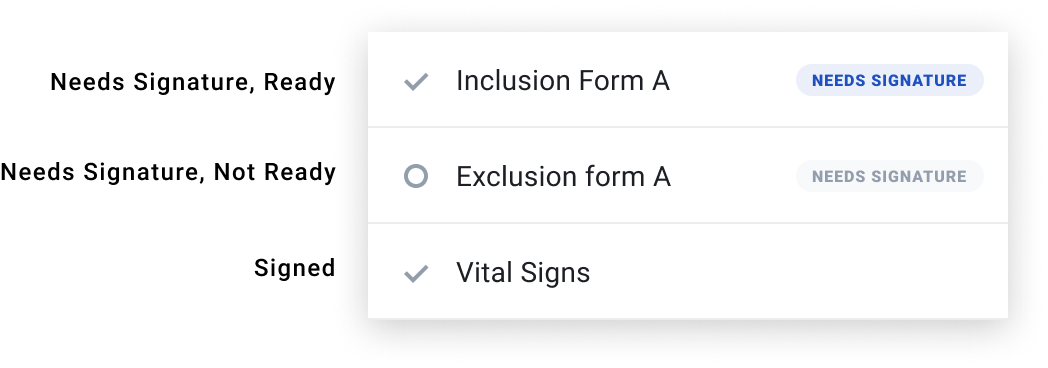 Needs Signature, Ready
Inclusion Form A
NEEDS SIGNATURE
Needs Signature, Not Ready
Exclusion form A
NEEDS SIGNATURE
Signed
Vital Signs